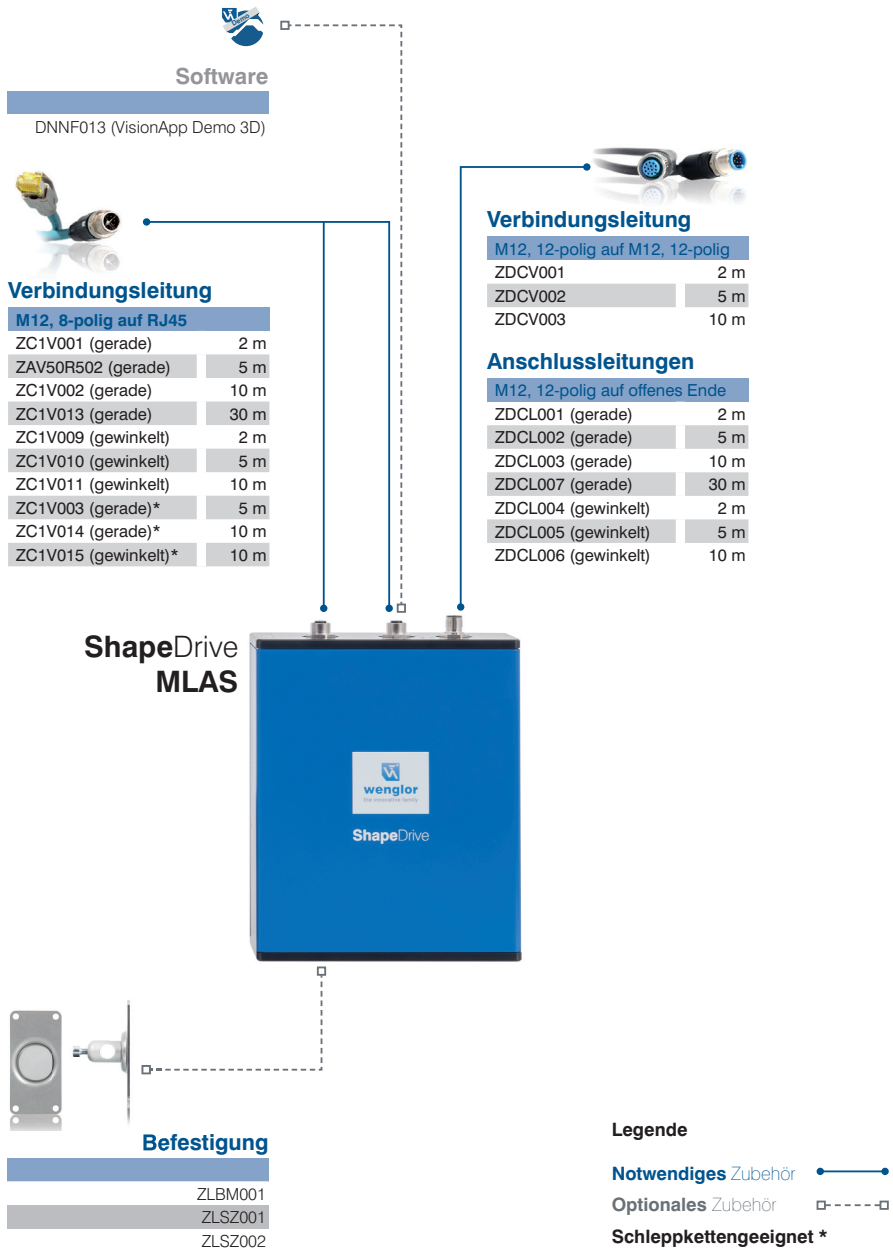 Demo
Software
DNNF013 (VisionApp Demo 3D)
Verbindungsleitung
M12, 8-polig auf RJ45
ZC1V001 (gerade) 2 m
ZAV50R502 (gerade) 5 m
ZC1V002 (gerade) 10 m
ZC1V013 (gerade) 30 m
ZC1V009 (gewinkelt) 2 m
ZC1V010 (gewinkelt) 5 m
ZC1V011 (gewinkelt) 10 m
ZC1V003 (gerade)* 5 m
ZC1V014 (gerade)* 10 m
ZC1V015 (gewinkelt)* 10 m
Verbindungsleitung
M12, 12-polig auf M12, 12-polig
ZDCV001 2 m
ZDCV002 5 m
ZDCV003 10 m
Anschlussleitungen
M12, 12-polig auf offenes Ende
ZDCL001 (gerade) 2 m
ZDCL002 (gerade) 5 m
ZDCL003 (gerade) 10 m
ZDCL007 (gerade) 30 m
ZDCL004 (gewinkelt) 2 m
ZDCL005 (gewinkelt) 5 m
ZDCL006 (gewinkelt) 10 m
ShapeDrive
MLAS
wenglor
the innovative family
ShapeDrive
Befestigung
ZLBM001
ZLSZ001
ZLSZ002
Legende
Notwendiges Zubehör
Optionales Zubehör
Schleppkettengeeignet *